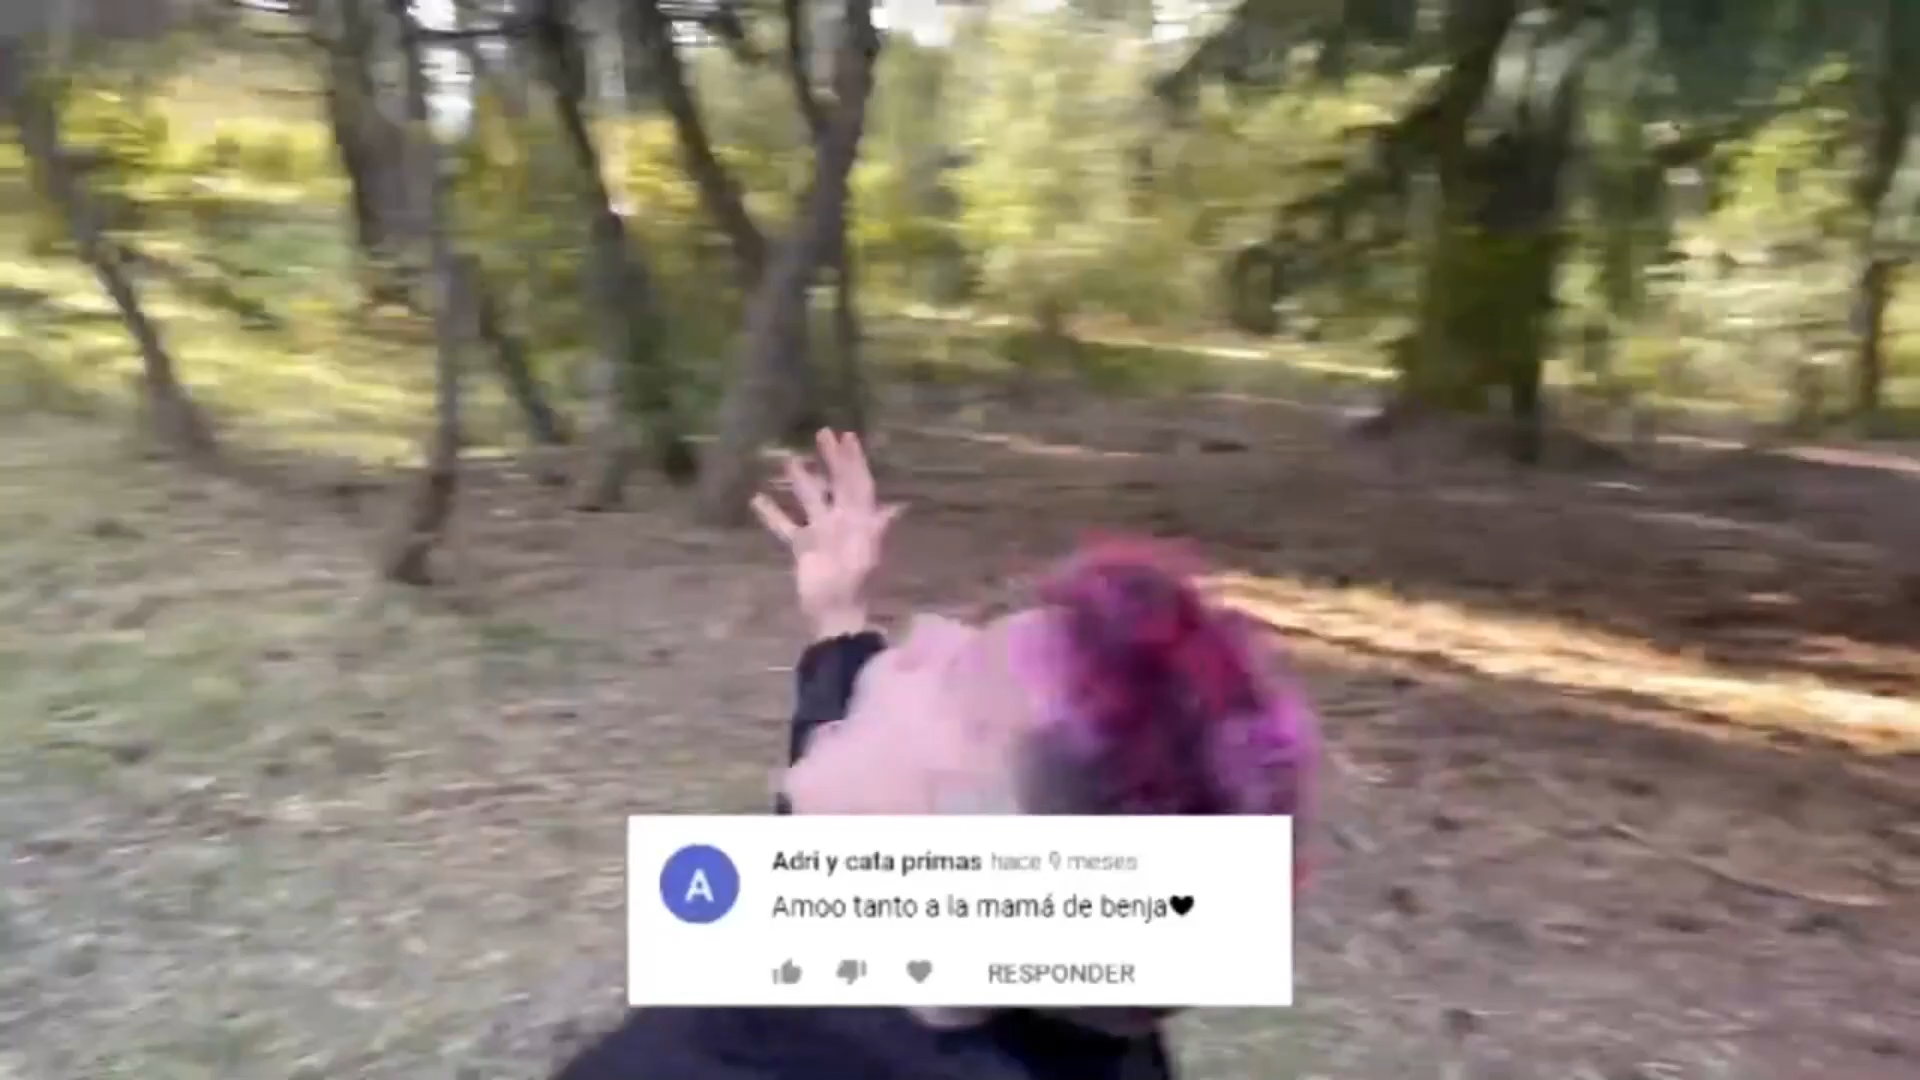 A
Adri y cata primas hace 9 meses
Amoo tanto a la mamá de benja🖤
RESPONDER